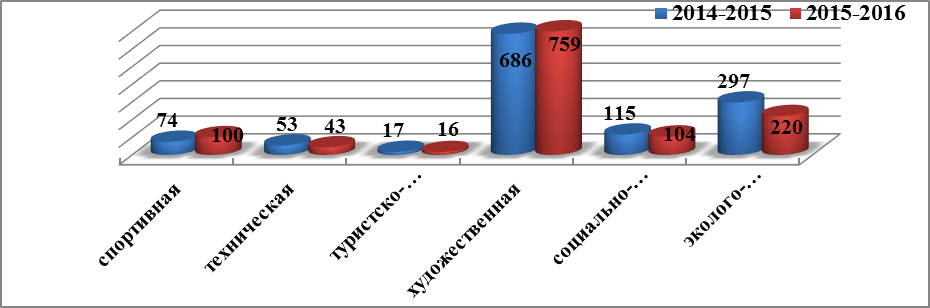 2014-2015 2015-2016
686 759
297
74 100 53 43 17 16 115 104 220
спортивная
техническая
туристско-...
художественная
социально-...
эколого-...